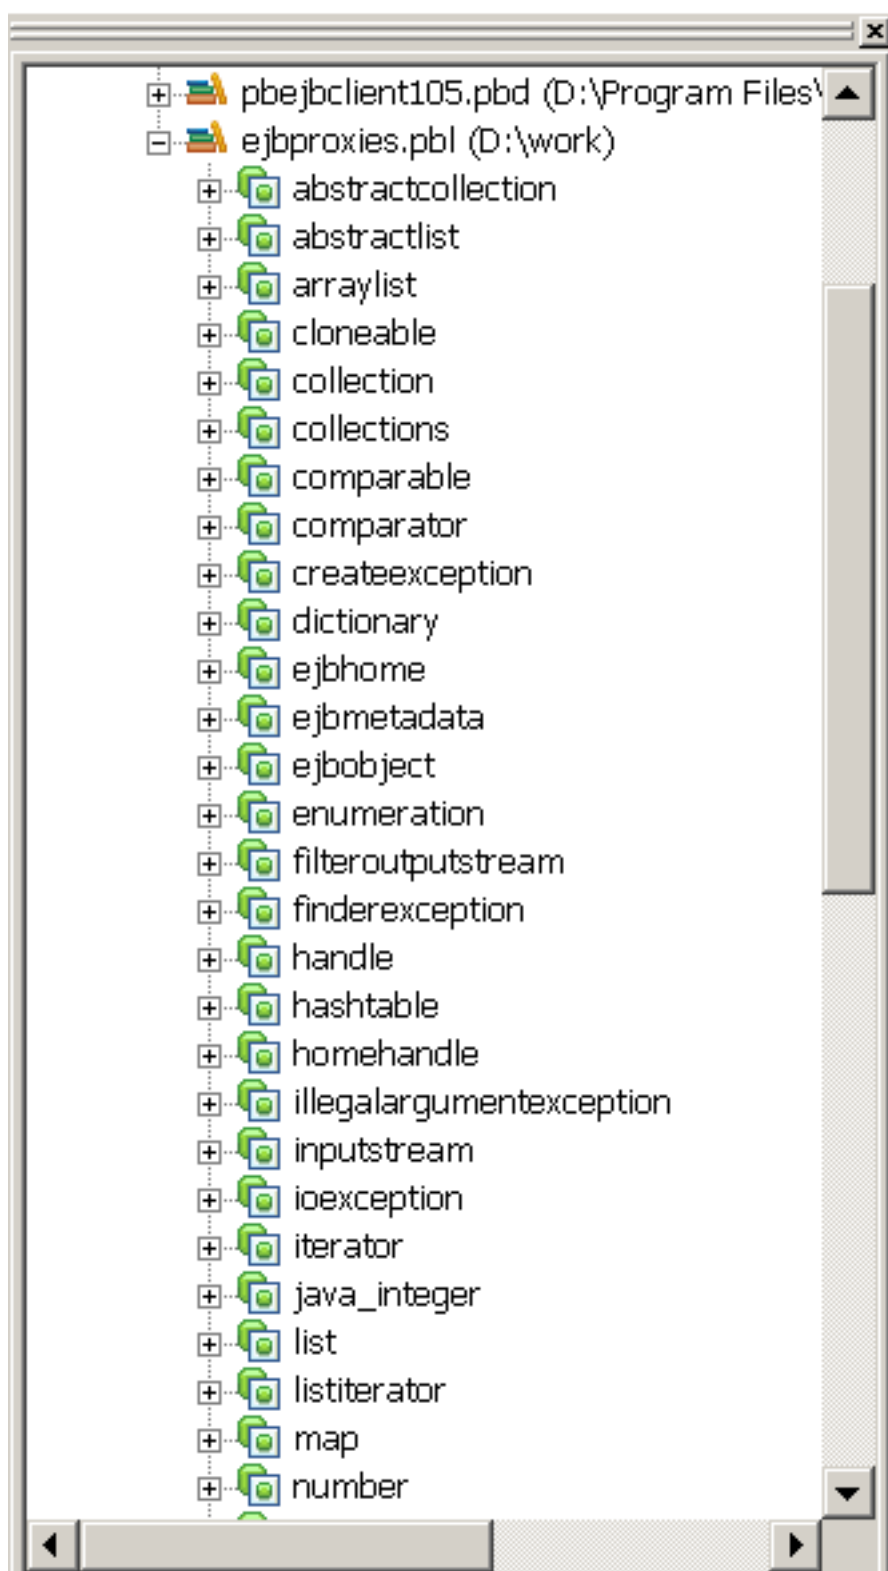 pbejbclient105.pbd (D:\Program Files\
ejbproxies.pbl (D:\work)
abstractcollection
abstractlist
arraylist
cloneable
collection
collections
comparable
comparator
createexception
dictionary
ejbhome
ejbmetadata
ejbobject
enumeration
filteroutputstream
finderexception
handle
hashtable
homehandle
illegalargumentexception
inputstream
ioexception
iterator
java_integer
list
listiterator
map
number